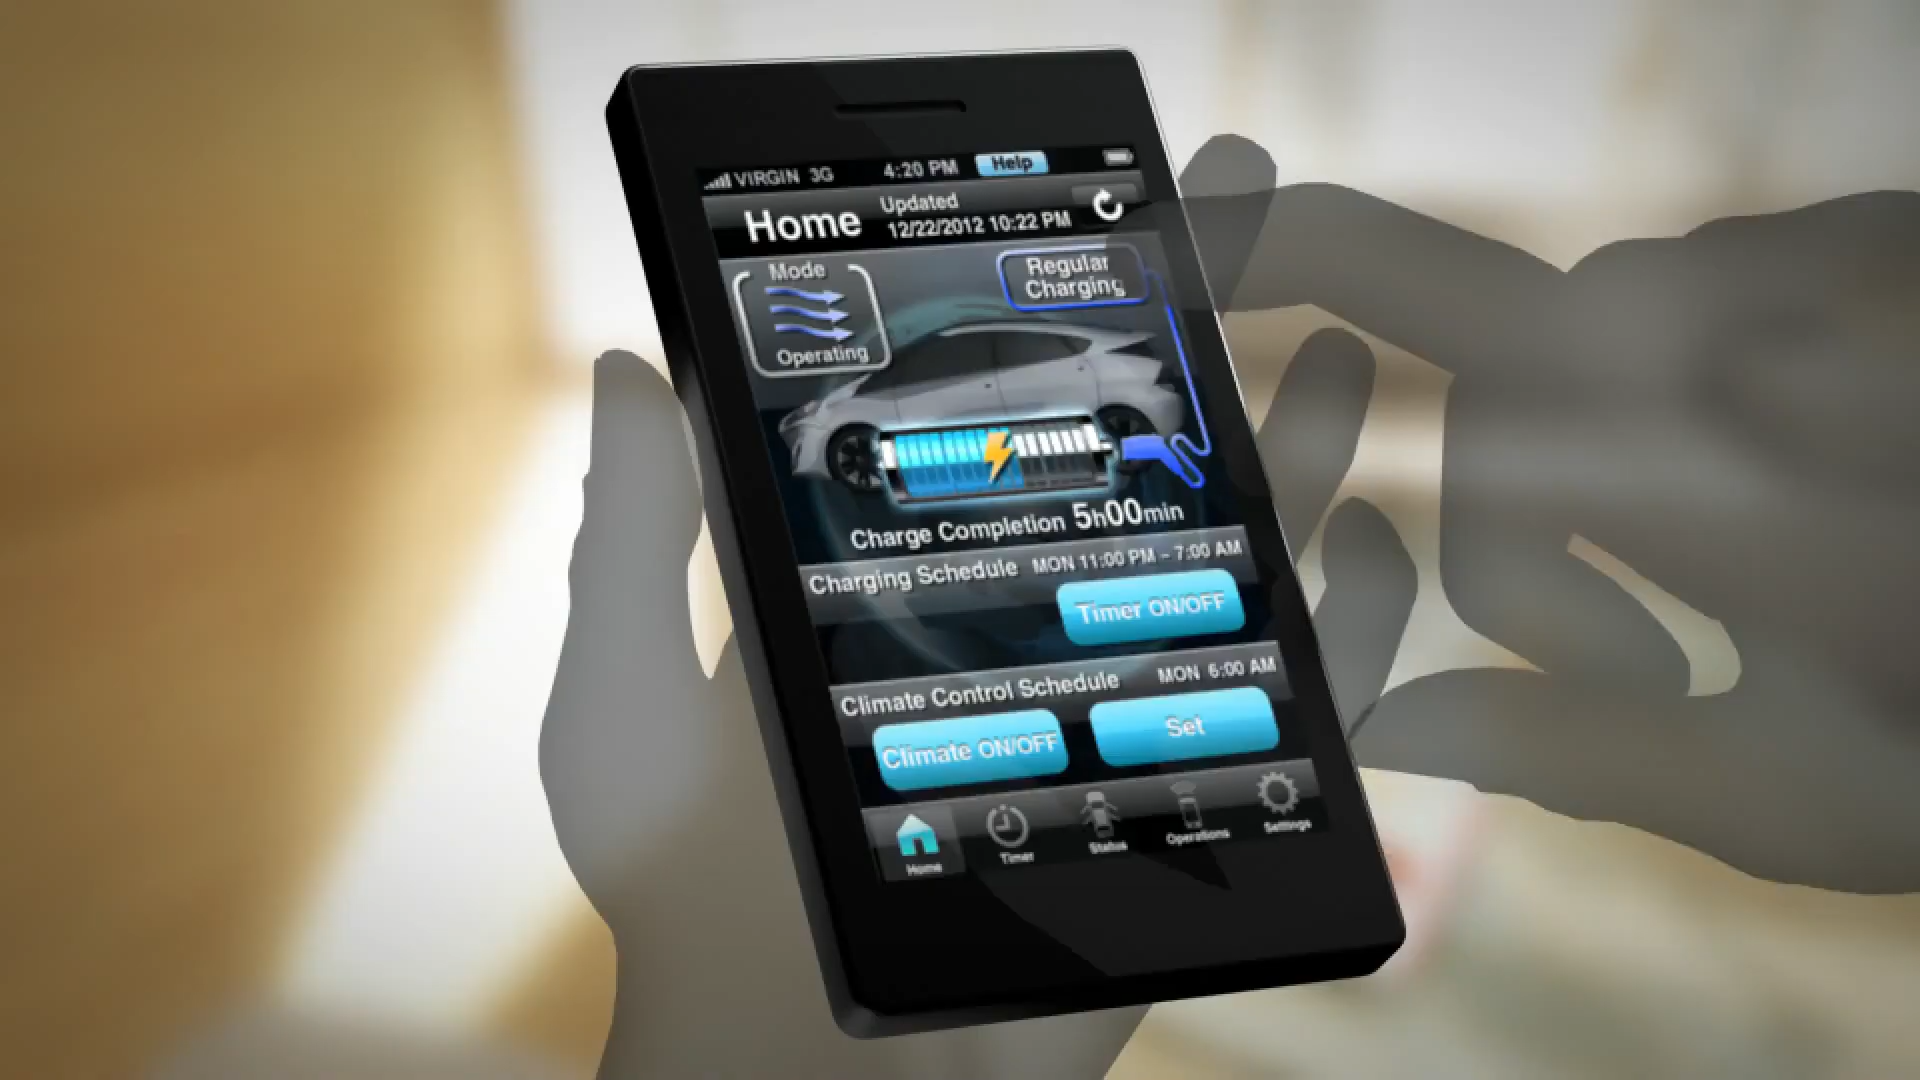 VIRGIN 3G 4:20 PM Help
Home Updated
12/22/2012 10:22 PM
Mode
Operating
Regular
Charging
Charge Completion 5h00min
Charging Schedule MON 11:00 PM – 7:00 AM
Timer ON/OFF
Climate Control Schedule MON 6:00 AM
Climate ON/OFF Set
Home Timer Status Operations Settings